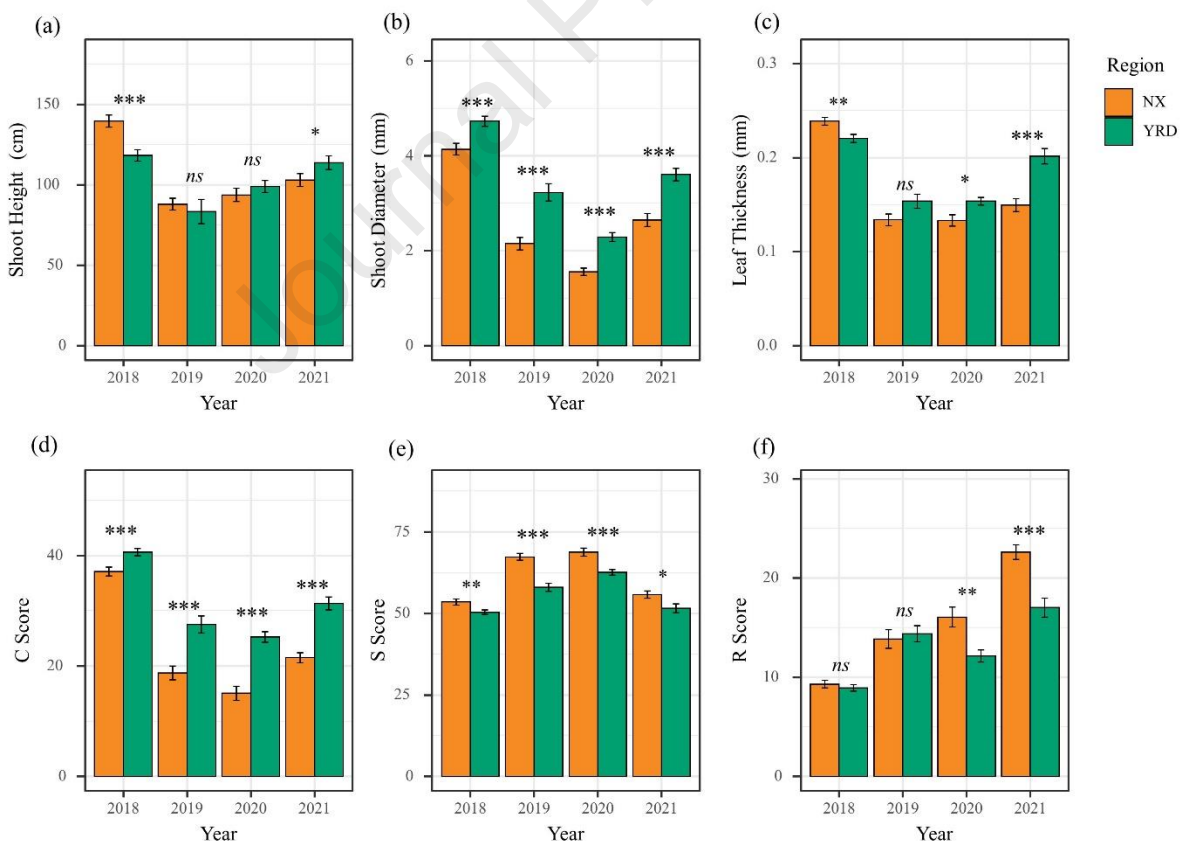 Journal P
(a)
Shoot Height (cm)
150
100
50
0
***
ns
ns
*
2018 2019 2020 2021
Year
(b)
Shoot Diameter (mm)
6
4
2
0
***
***
***
***
2018 2019 2020 2021
Year
(c)
Leaf Thickness (mm)
0.3
0.2
0.1
0.0
**
ns
*
***
2018 2019 2020 2021
Year
Region
NX
YRD
(d)
C Score
40
20
0
***
***
***
***
2018 2019 2020 2021
Year
(e)
S Score
75
50
25
0
**
***
***
*
2018 2019 2020 2021
Year
(f)
R Score
30
20
10
0
ns
ns
**
***
2018 2019 2020 2021
Year